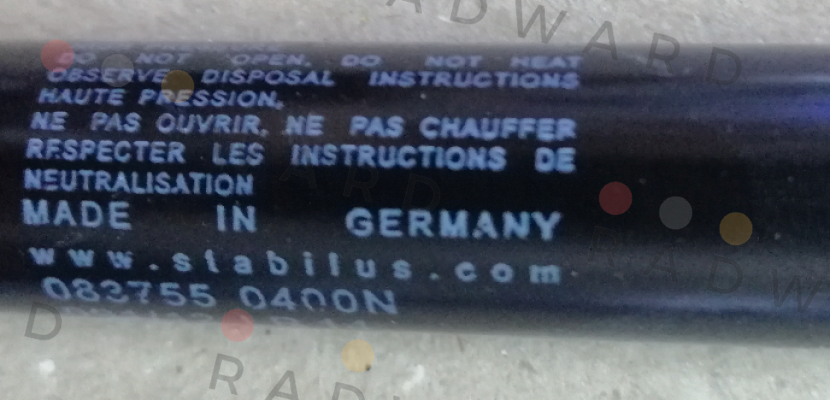 DO NOT OPEN. DO NOT HEAT
OBSERVE DISPOSAL INSTRUCTIONS
HAUTE PRESSION,
NE PAS OUVRIR, NE PAS CHAUFFER
RESPECTER LES INSTRUCTIONS DE
NEUTRALISATION
MADE IN GERMANY
www.stabilus.com
083755 0400N